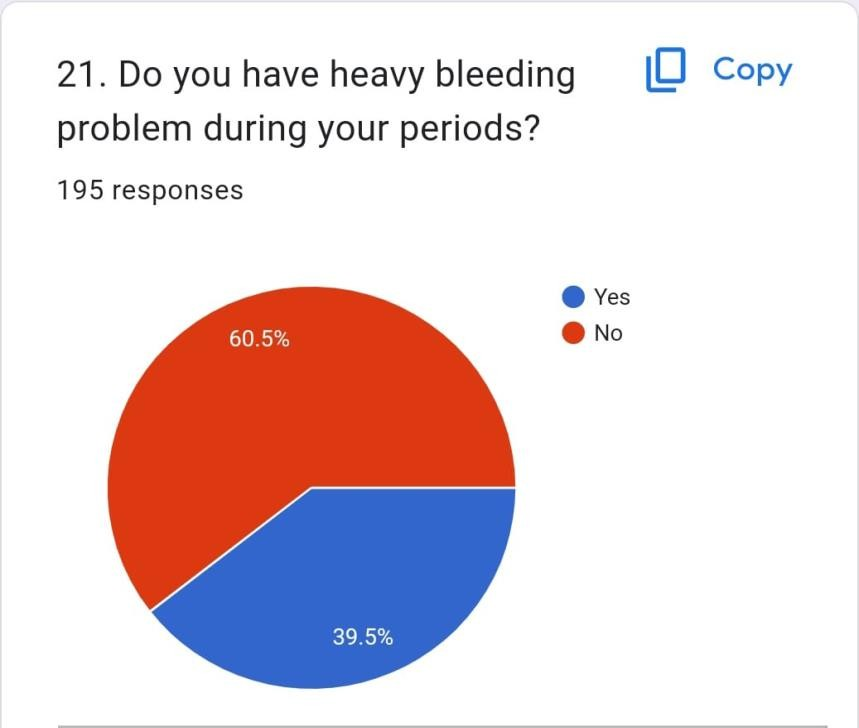 21. Do you have heavy bleeding
problem during your periods?
Copy
195 responses
Yes
No
60.5%
39.5%